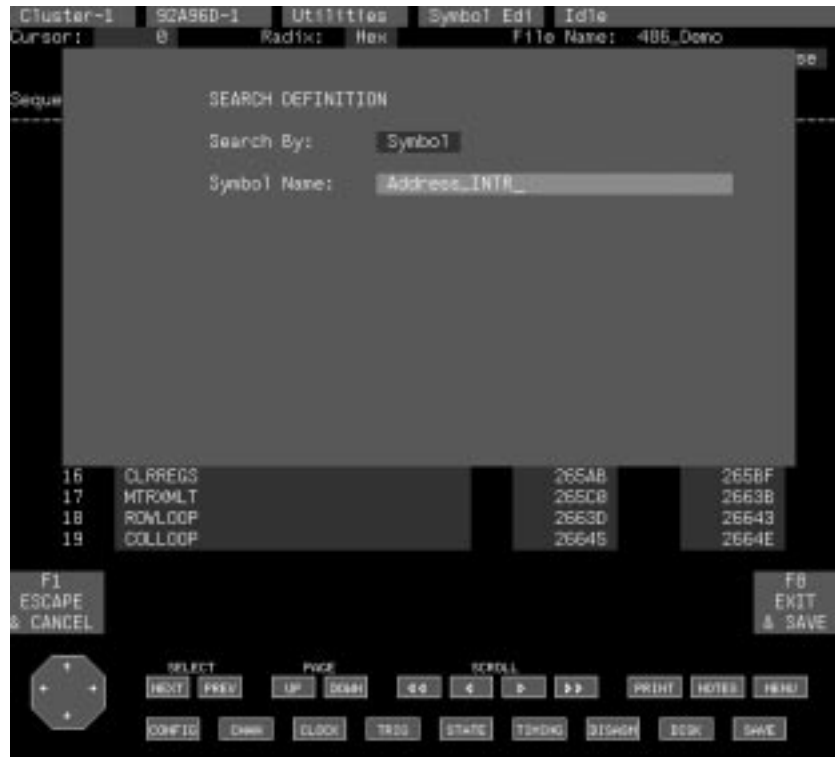 Cluster-1 92A96D-1 Utilities Symbol Edi Idle
Cursor: 0 Radix: Hex File Name: 486_Demo
se
Seque
SEARCH DEFINITION
Search By: Symbol
Symbol Name: Address_INTR_
16 CLRREGS 265AB 265BF
17 MTRXMLT 265C0 2663B
18 ROWLOOP 2663D 26643
19 COLLOOP 26645 2664E
F1 F8
ESCAPE EXIT
& CANCEL & SAVE
SELECT PAGE SCROLL
NEXT PREV UP DOWN PRINT NOTES MENU
CONFIG CHAN CLOCK TRIG STATE TIMING DISASM DISK SAVE